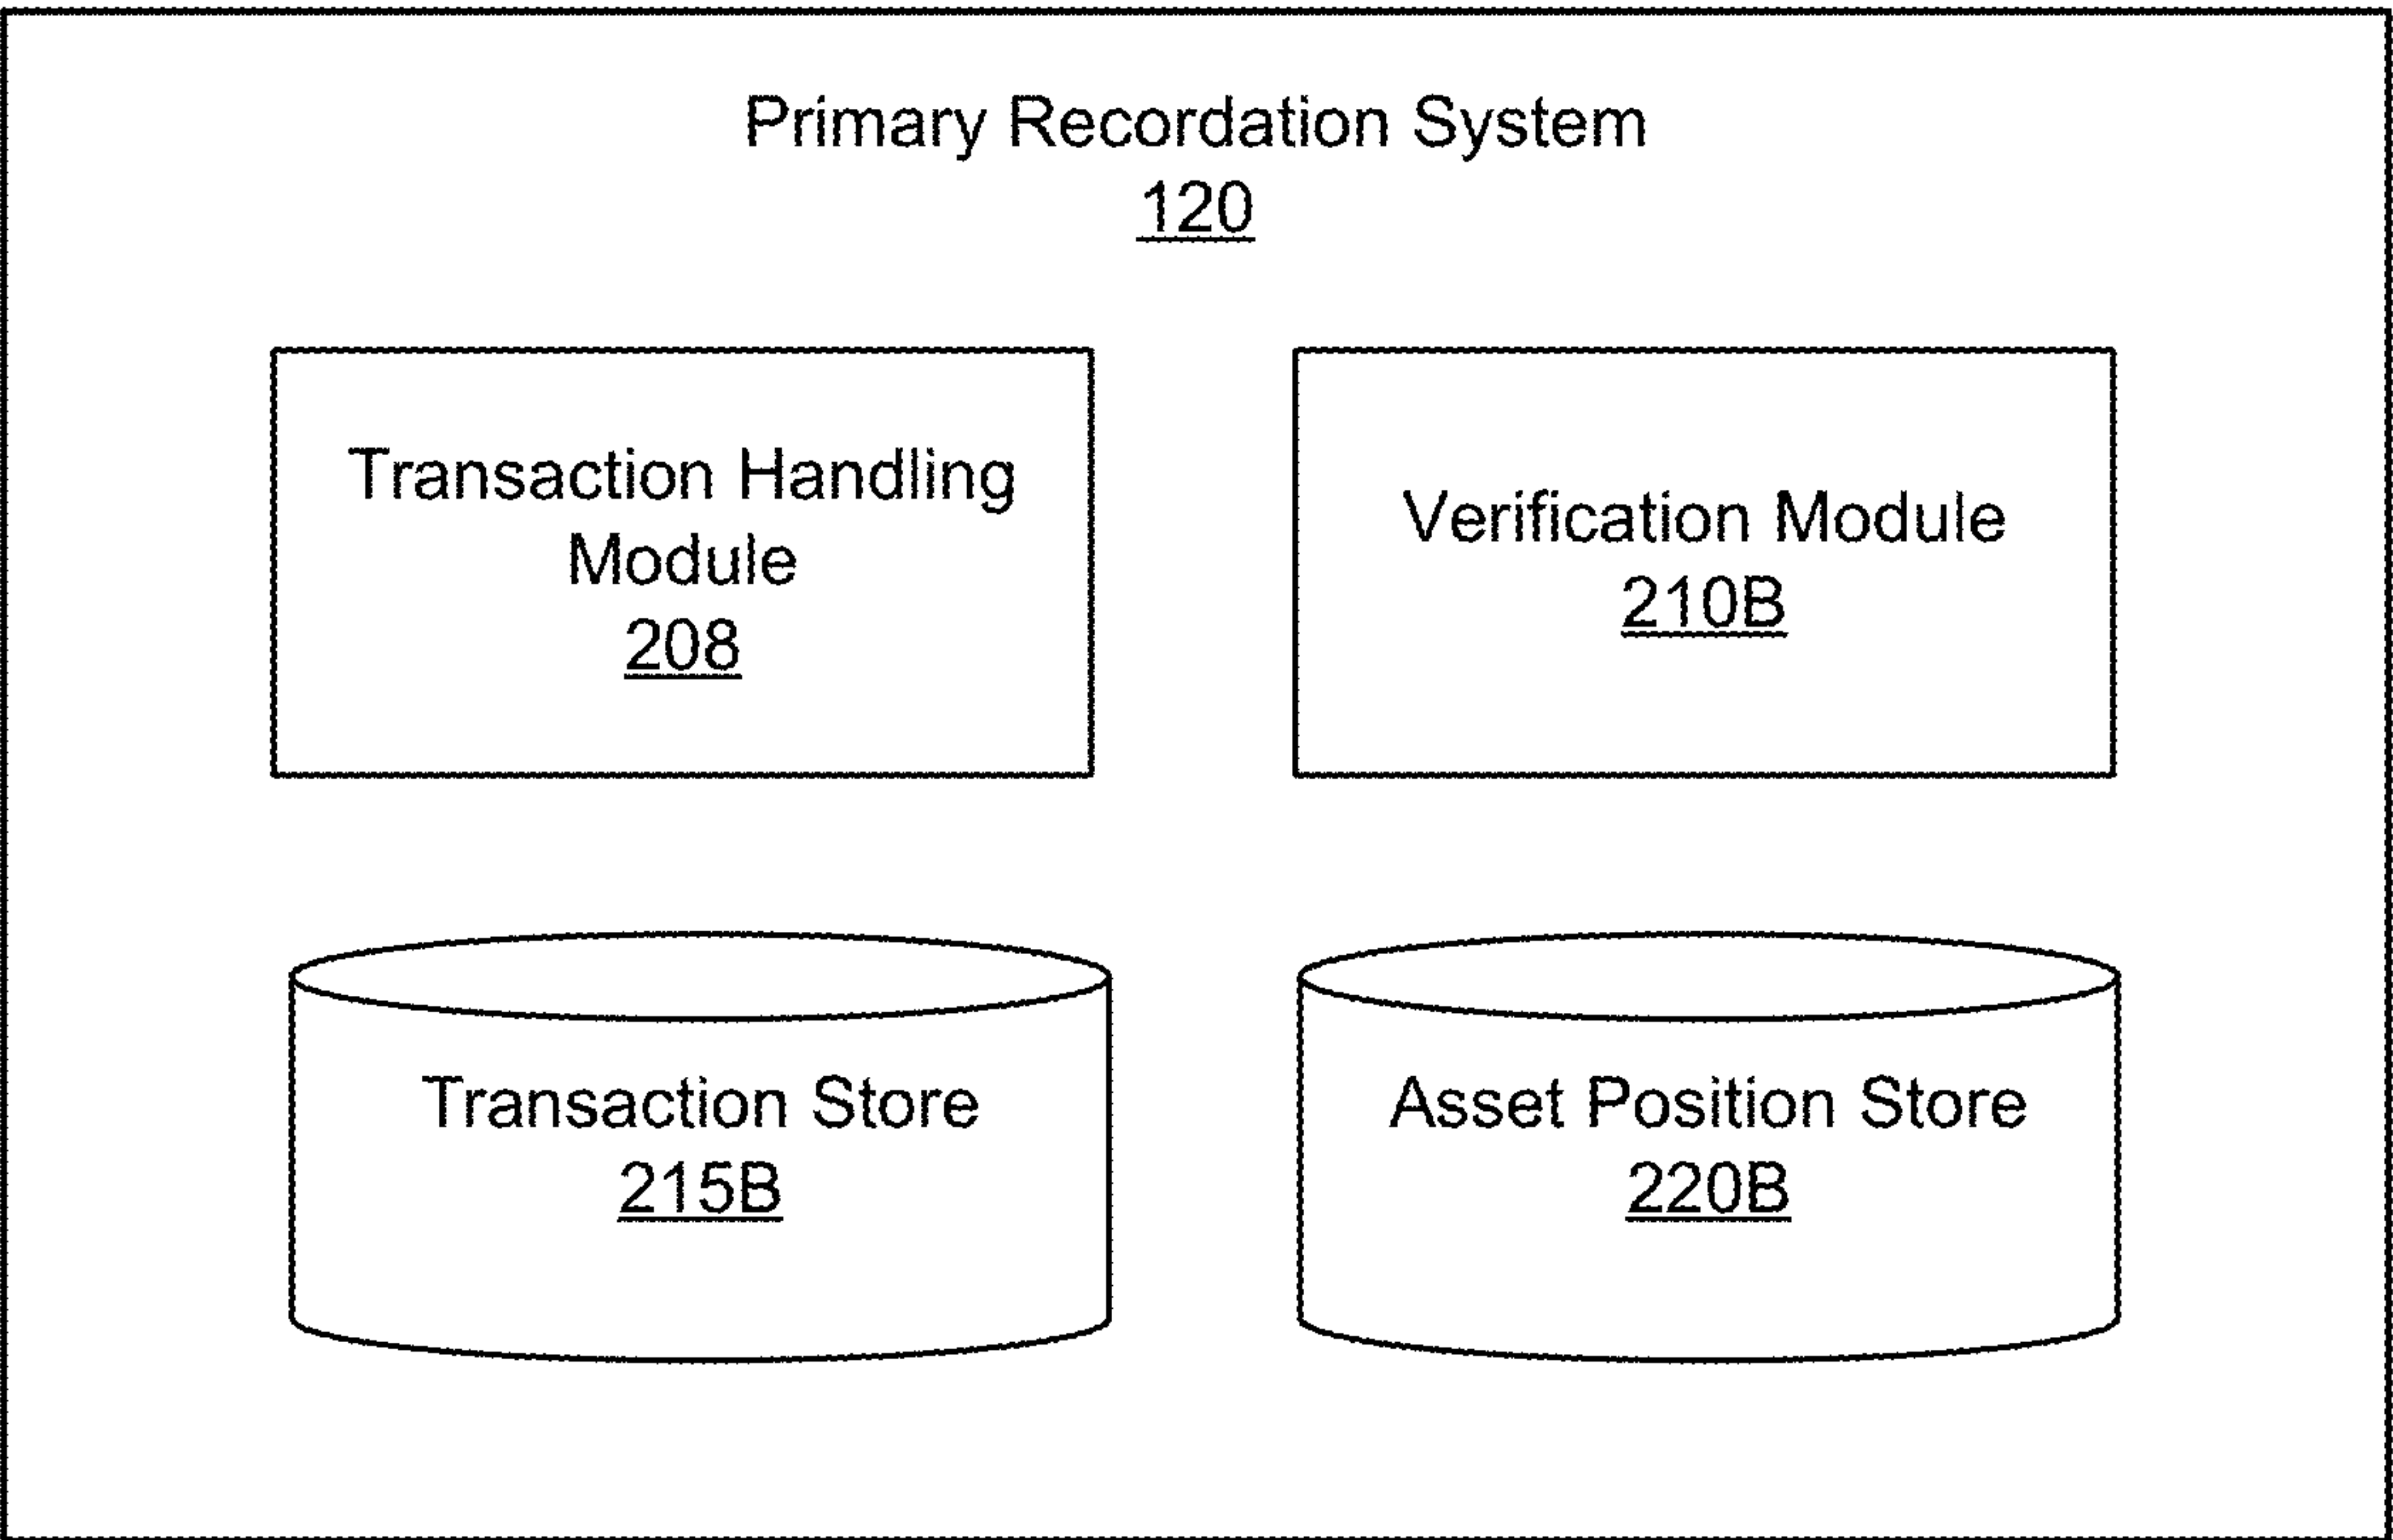 Primary Recordation System
120
Transaction Handling
Module
208
Verification Module
210B
Transaction Store
215B
Asset Position Store
220B